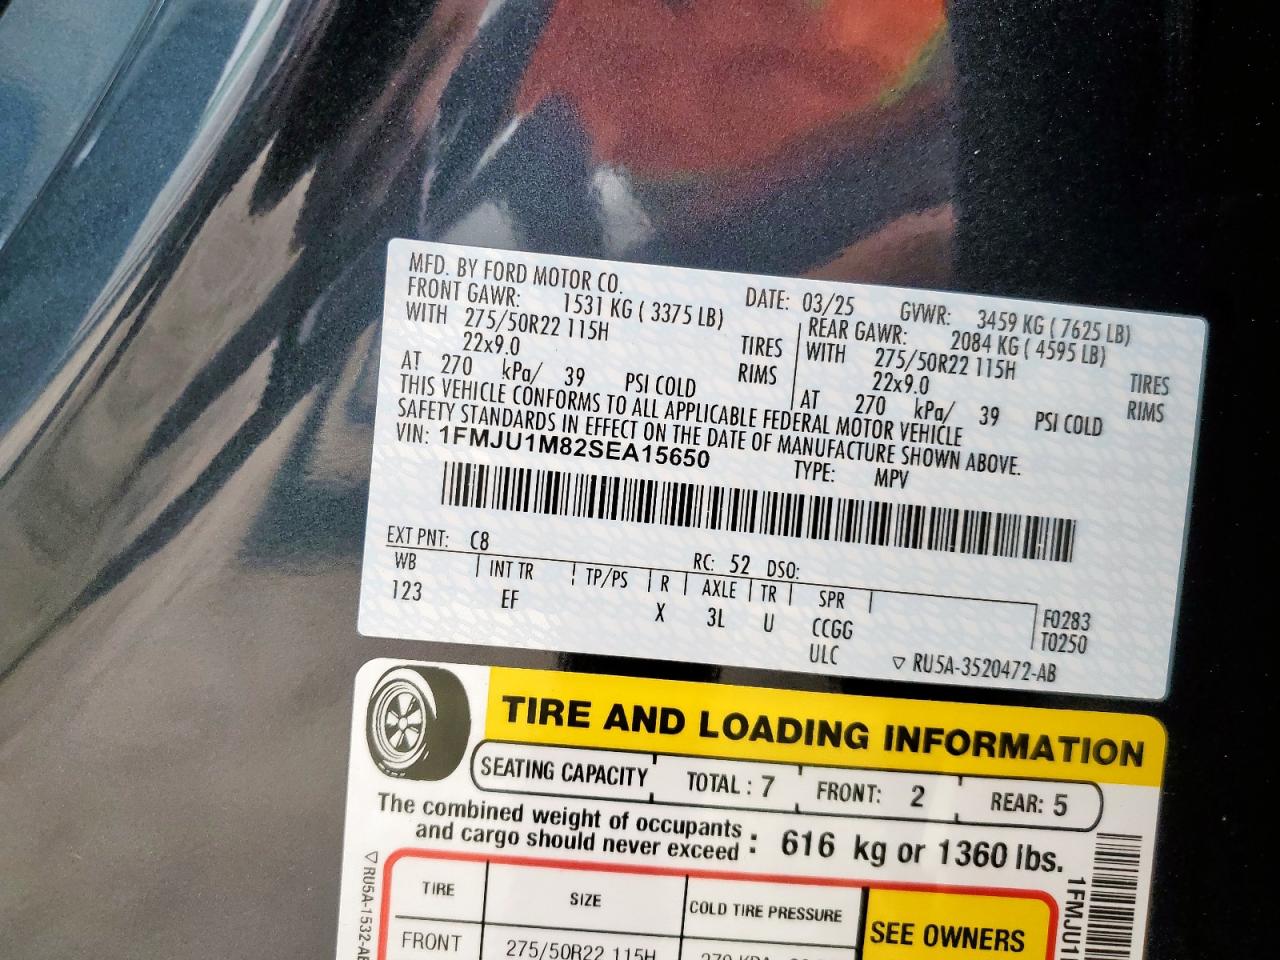 MFD. BY FORD MOTOR CO.
DATE: 03/25 GVWR: 3459 KG ( 7625 LB)
FRONT GAWR: 1531 KG ( 3375 LB) REAR GAWR: 2084 KG ( 4595 LB)
WITH 275/50R22 115H TIRES WITH 275/50R22 115H TIRES
22x9.0 RIMS 22x9.0 RIMS
AT 270 kPa/ 39 PSI COLD AT 270 kPa/ 39 PSI COLD
THIS VEHICLE CONFORMS TO ALL APPLICABLE FEDERAL MOTOR VEHICLE
SAFETY STANDARDS IN EFFECT ON THE DATE OF MANUFACTURE SHOWN ABOVE.
VIN: 1FMJU1M82SEA15650 TYPE: MPV
EXT PNT: C8 RC: 52 DSO:
WB INT TR TP/PS R AXLE TR SPR
123 EF X 3L U CCGG F0283
ULC T0250
▽ RU5A-3520472-AB
TIRE AND LOADING INFORMATION
SEATING CAPACITY TOTAL : 7 FRONT: 2 REAR: 5
The combined weight of occupants
and cargo should never exceed : 616 kg or 1360 lbs.
TIRE SIZE COLD TIRE PRESSURE SEE OWNERS
FRONT 275/50R22 115H
▽RU5A-1532-
1FMJU1